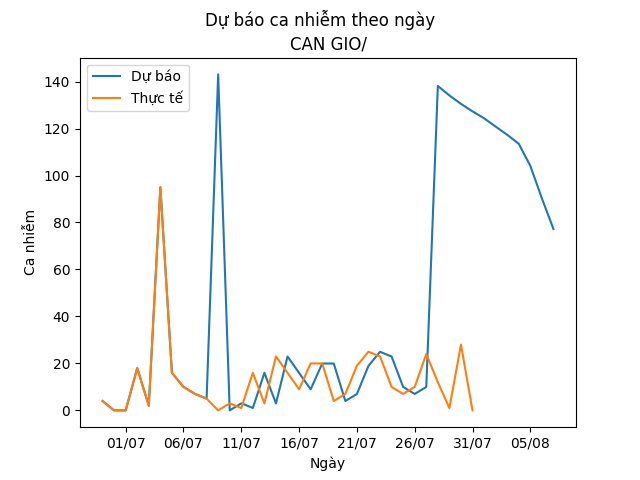 Dự báo ca nhiễm theo ngày
CAN GIO/
Dự báo
Thực tế
Ca nhiễm
140
120
100
80
60
40
20
0
01/07
06/07
11/07
16/07
21/07
26/07
31/07
05/08
Ngày